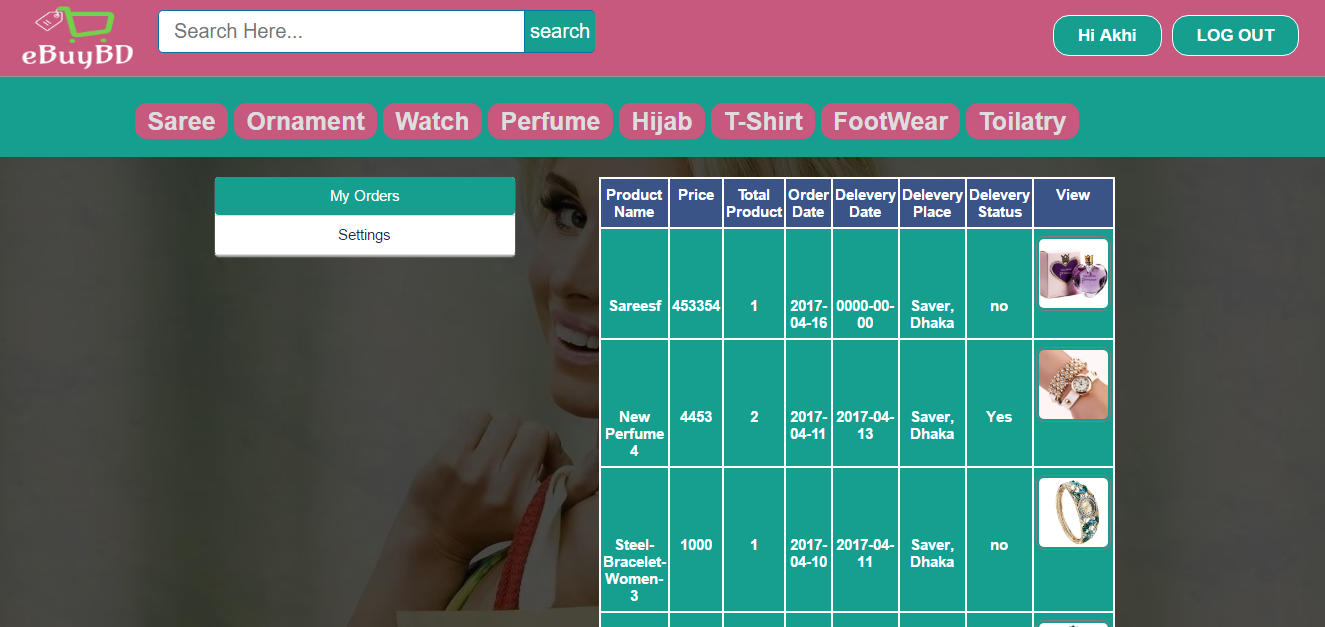 eBuyBD
Search Here...
search
Hi Akhi
LOG OUT
Saree
Ornament
Watch
Perfume
Hijab
T-Shirt
FootWear
Toilatry
My Orders
Settings
Product
Name
Price
Total
Product
Order
Date
Delevery
Date
Delevery
Place
Delevery
Status
View
Sareesf
453354
1
2017-
04-16
0000-00-
00
Saver,
Dhaka
no
New
Perfume
4
4453
2
2017-
04-11
2017-04-
13
Saver,
Dhaka
Yes
Steel-
Bracelet-
Women-
3
1000
1
2017-
04-10
2017-04-
11
Saver,
Dhaka
no